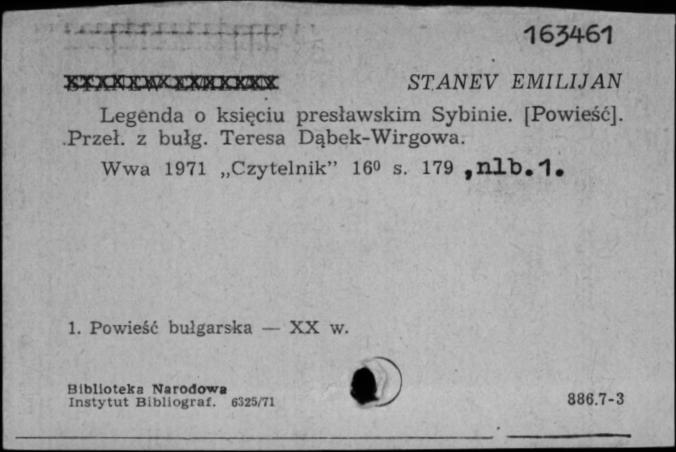 163461
STANEV EMILIJAN
Legenda o księciu presławskim Sybinie. [Powieść].
Przeł. z bułg. Teresa Dąbek-Wirgowa.
Wwa 1971 „Czytelnik” 16º s. 179 ,nlb.1.
1. Powieść bułgarska — XX w.
Biblioteka Narodowa
Instytut Bibliograf. 6325/71
886.7-3